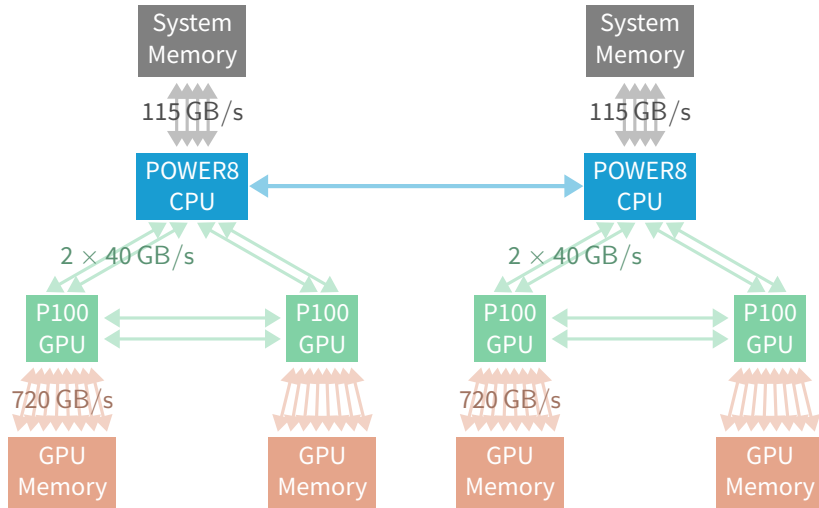 System
Memory
System
Memory
115 GB/s
115 GB/s
POWER8
CPU
POWER8
CPU
2 × 40 GB/s
2 × 40 GB/s
P100
GPU
P100
GPU
P100
GPU
P100
GPU
720 GB/s
720 GB/s
GPU
Memory
GPU
Memory
GPU
Memory
GPU
Memory